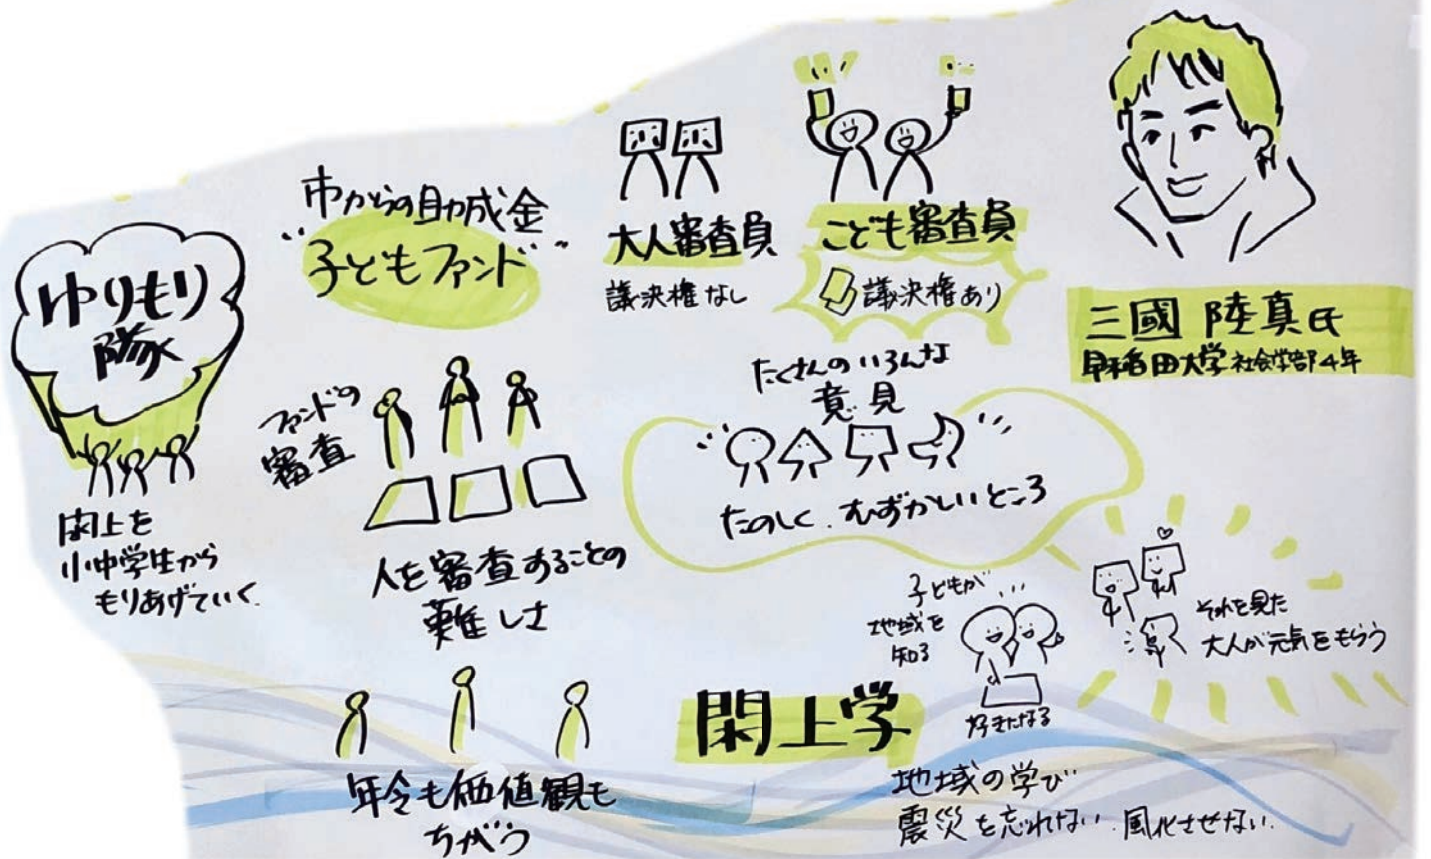 ゆりもり
隊
閖上を
小中学生から
もりあげていく.
市からの助成金
"子どもファンド"
大人審査員
議決権なし
こども審査員
議決権あり
三國 陸真氏
早稲田大学 社会学部4年
ファンドの
審査
人を審査することの
難しさ
たくさんのいろんな
意見
たのしく、むずかしいところ
年令も価値観も
ちがう
閖上学
子どもが
地域を
知る
好きになる
それを見た
大人が元気をもらう
地域の学び
震災を忘れない.風化させない.